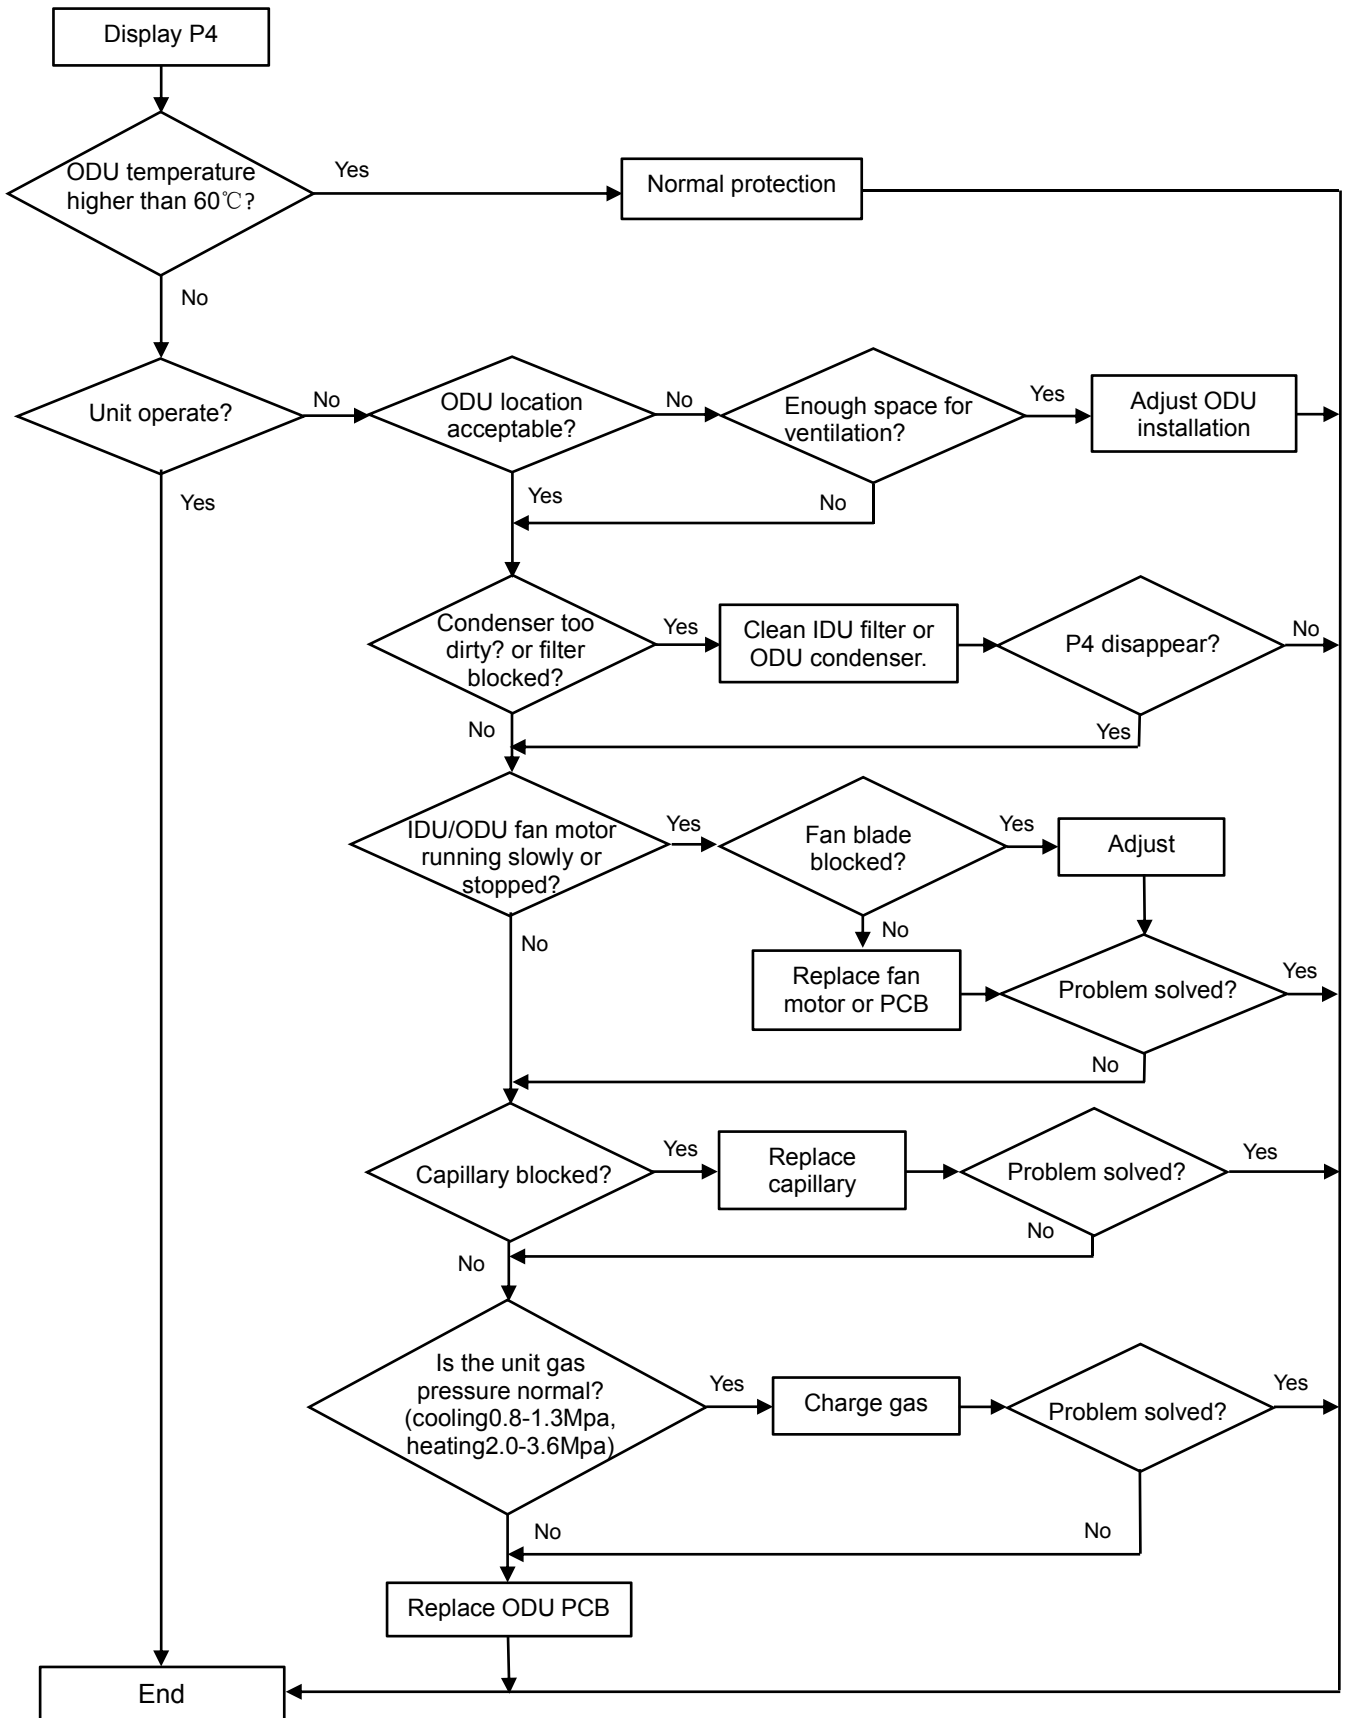 Display P4
ODU temperature
higher than 60℃?
Yes
Normal protection
No
Unit operate?
No
ODU location
acceptable?
No
Enough space for
ventilation?
Yes
Adjust ODU
installation
Yes
Yes
No
Condenser too
dirty? or filter
blocked?
Yes
Clean IDU filter or
ODU condenser.
P4 disappear?
No
No
Yes
IDU/ODU fan motor
running slowly or
stopped?
Yes
Fan blade
blocked?
Yes
Adjust
No
No
Replace fan
motor or PCB
Problem solved?
Yes
No
Capillary blocked?
Yes
Replace
capillary
Problem solved?
Yes
No
No
Is the unit gas
pressure normal?
(cooling0.8-1.3Mpa,
heating2.0-3.6Mpa)
Yes
Charge gas
Problem solved?
Yes
No
No
Replace ODU PCB
End